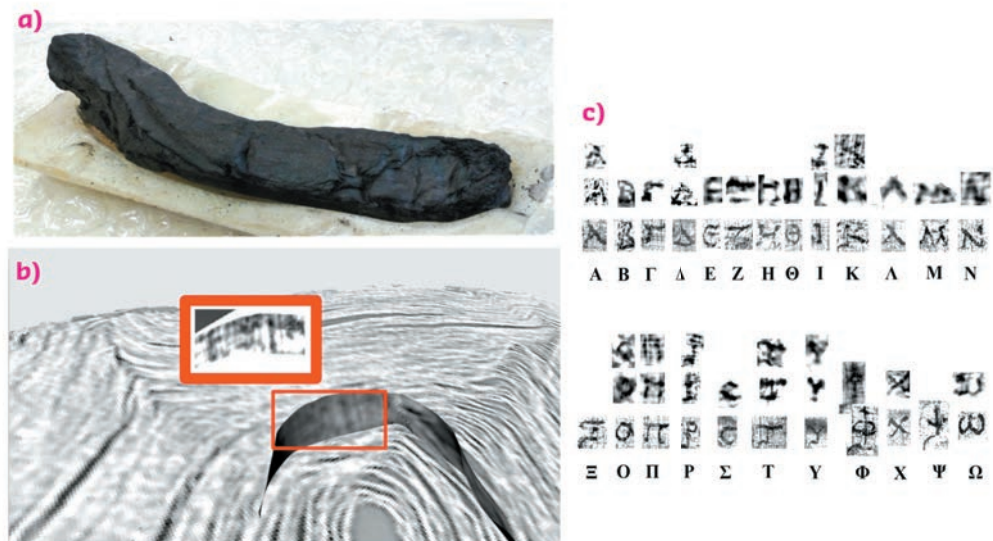 a)
b)
c)
Α Β Γ Δ Ε Ζ Η Θ Ι Κ Λ Μ Ν
Ξ Ο Π Ρ Σ Τ Υ Φ Χ Ψ Ω